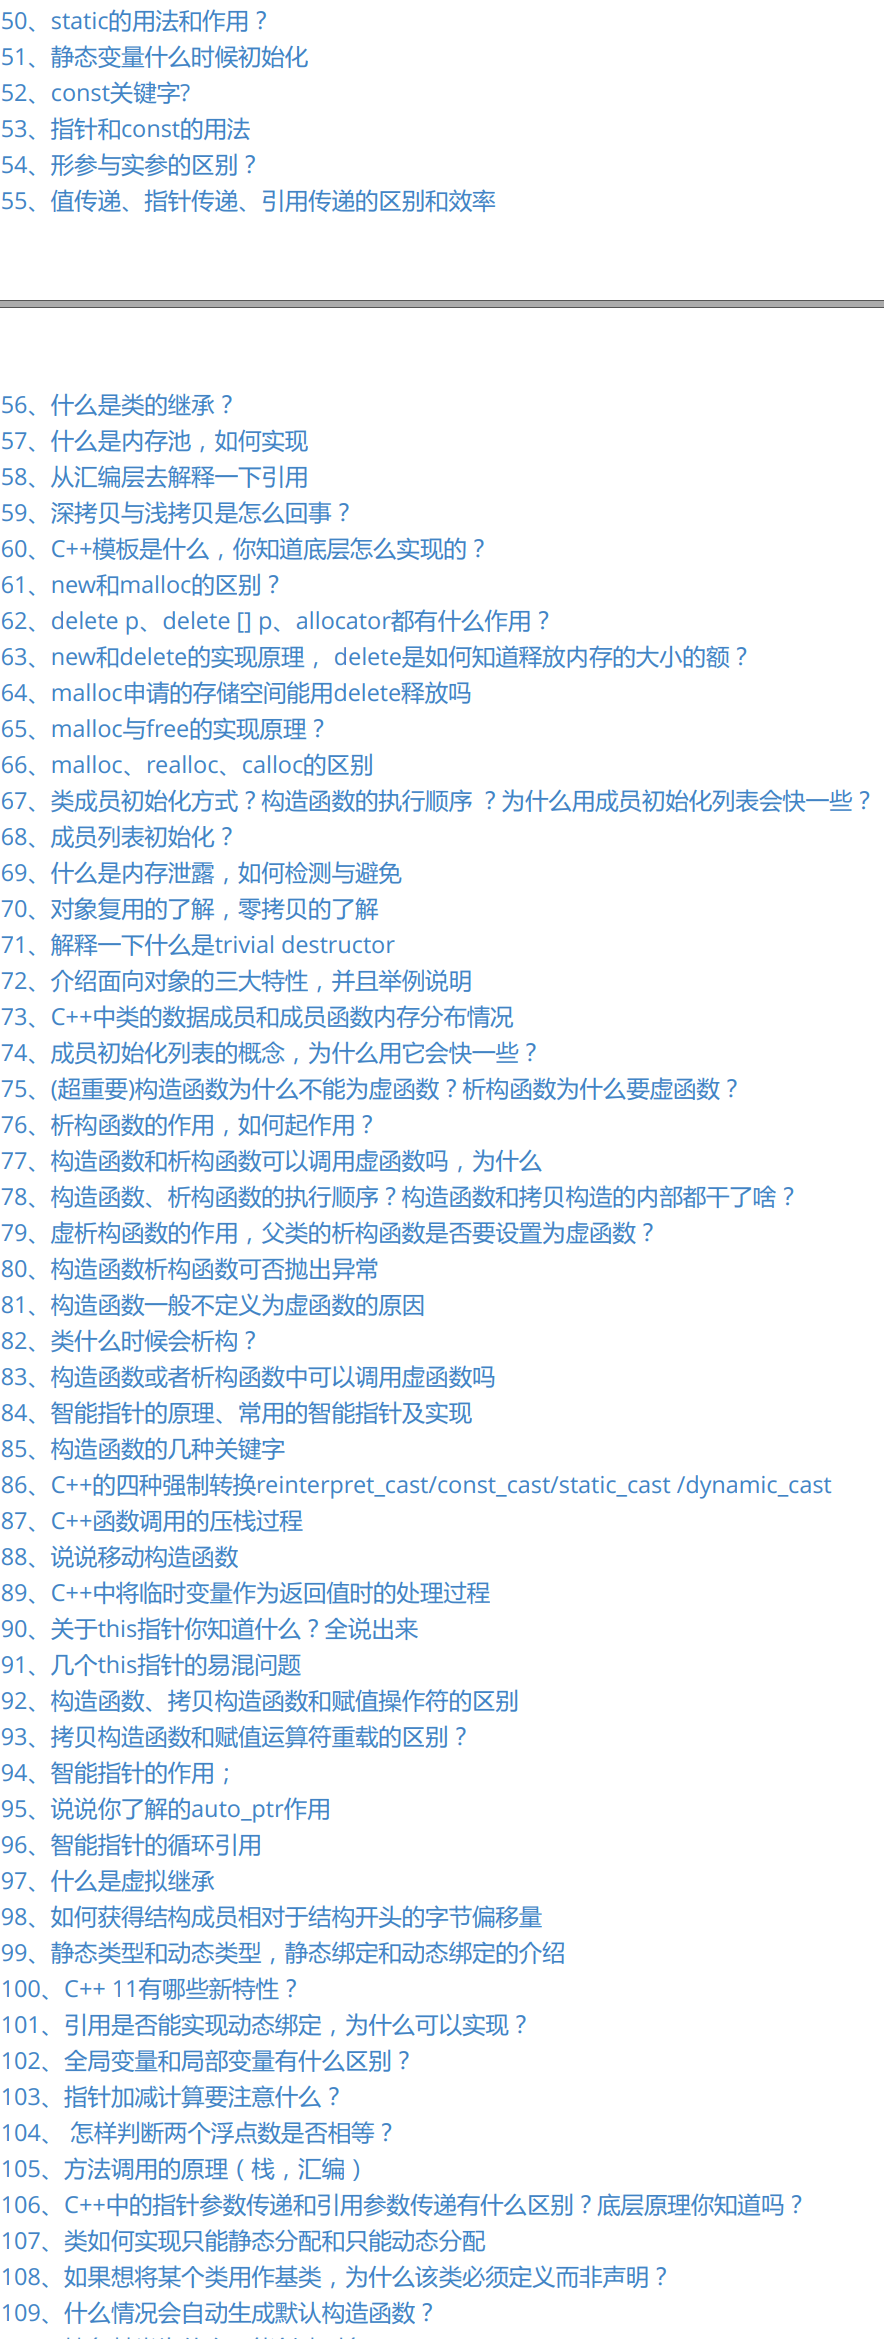 50、static的用法和作用？
51、静态变量什么时候初始化
52、const关键字?
53、指针和const的用法
54、形参与实参的区别？
55、值传递、指针传递、引用传递的区别和效率
56、什么是类的继承？
57、什么是内存池，如何实现
58、从汇编层去解释一下引用
59、深拷贝与浅拷贝是怎么回事？
60、C++模板是什么，你知道底层怎么实现的？
61、new和malloc的区别？
62、delete p、delete [] p、allocator都有什么作用？
63、new和delete的实现原理， delete是如何知道释放内存的大小的额？
64、malloc申请的存储空间能用delete释放吗
65、malloc与free的实现原理？
66、malloc、realloc、calloc的区别
67、类成员初始化方式？构造函数的执行顺序 ？为什么用成员初始化列表会快一些？
68、成员列表初始化？
69、什么是内存泄露，如何检测与避免
70、对象复用的了解，零拷贝的了解
71、解释一下什么是trivial destructor
72、介绍面向对象的三大特性，并且举例说明
73、C++中类的数据成员和成员函数内存分布情况
74、成员初始化列表的概念，为什么用它会快一些？
75、(超重要)构造函数为什么不能为虚函数？析构函数为什么要虚函数？
76、析构函数的作用，如何起作用？
77、构造函数和析构函数可以调用虚函数吗，为什么
78、构造函数、析构函数的执行顺序？构造函数和拷贝构造的内部都干了啥？
79、虚析构函数的作用，父类的析构函数是否要设置为虚函数？
80、构造函数析构函数可否抛出异常
81、构造函数一般不定义为虚函数的原因
82、类什么时候会析构？
83、构造函数或者析构函数中可以调用虚函数吗
84、智能指针的原理、常用的智能指针及实现
85、构造函数的几种关键字
86、C++的四种强制转换reinterpret_cast/const_cast/static_cast /dynamic_cast
87、C++函数调用的压栈过程
88、说说移动构造函数
89、C++中将临时变量作为返回值时的处理过程
90、关于this指针你知道什么？全说出来
91、几个this指针的易混问题
92、构造函数、拷贝构造函数和赋值操作符的区别
93、拷贝构造函数和赋值运算符重载的区别？
94、智能指针的作用；
95、说说你了解的auto_ptr作用
96、智能指针的循环引用
97、什么是虚拟继承
98、如何获得结构成员相对于结构开头的字节偏移量
99、静态类型和动态类型，静态绑定和动态绑定的介绍
100、C++ 11有哪些新特性？
101、引用是否能实现动态绑定，为什么可以实现？
102、全局变量和局部变量有什么区别？
103、指针加减计算要注意什么？
104、 怎样判断两个浮点数是否相等？
105、方法调用的原理（栈，汇编）
106、C++中的指针参数传递和引用参数传递有什么区别？底层原理你知道吗？
107、类如何实现只能静态分配和只能动态分配
108、如果想将某个类用作基类，为什么该类必须定义而非声明？
109、什么情况会自动生成默认构造函数？